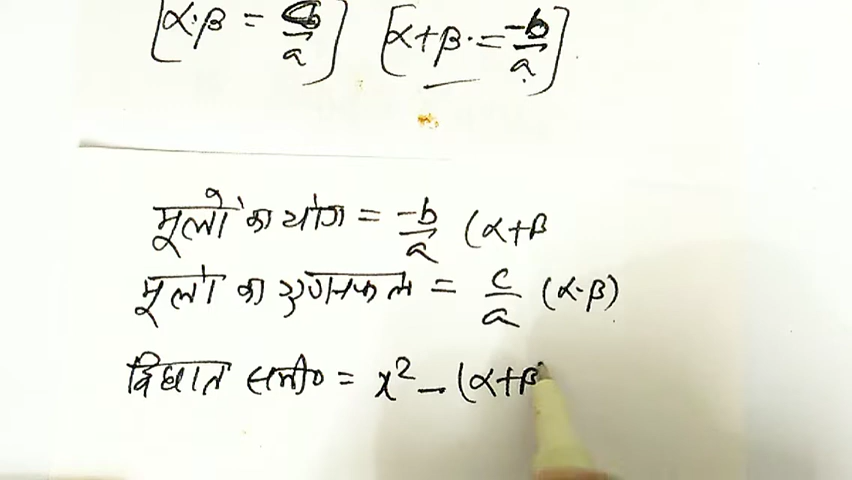 [α·β = c/a] [α+β = -b/a]
मूलों का योग = -b/a (α+β
मूलों का गुणनफल = c/a (α·β)
द्विघात समी० = x² - (α+β